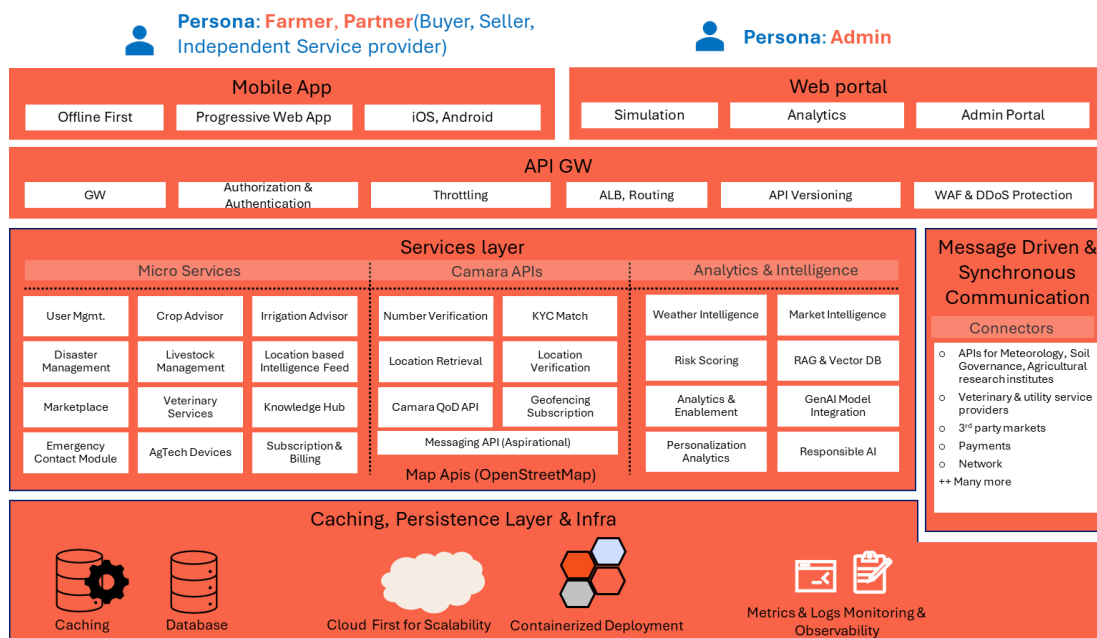 Persona: Farmer, Partner(Buyer, Seller,
Independent Service provider)
Persona: Admin
Mobile App
Offline First
Progressive Web App
iOS, Android
Web portal
Simulation
Analytics
Admin Portal
API GW
GW
Authorization &
Authentication
Throttling
ALB, Routing
API Versioning
WAF & DDoS Protection
Services layer
Micro Services
User Mgmt.
Crop Advisor
Irrigation Advisor
Disaster
Management
Livestock
Management
Location based
Intelligence Feed
Marketplace
Veterinary
Services
Knowledge Hub
Emergency
Contact Module
AgTech Devices
Subscription &
Billing
Camara APIs
Number Verification
KYC Match
Location Retrieval
Location
Verification
Camara QoD API
Geofencing
Subscription
Messaging API (Aspirational)
Map Apis (OpenStreetMap)
Analytics & Intelligence
Weather Intelligence
Market Intelligence
Risk Scoring
RAG & Vector DB
Analytics &
Enablement
GenAI Model
Integration
Personalization
Analytics
Responsible AI
Message Driven &
Synchronous
Communication
Connectors
o APIs for Meteorology, Soil
Governance, Agricultural
research institutes
o Veterinary & utility service
providers
o 3rd party markets
o Payments
o Network
++ Many more
Caching, Persistence Layer & Infra
Caching
Database
Cloud First for Scalability
Containerized Deployment
Metrics & Logs Monitoring &
Observability